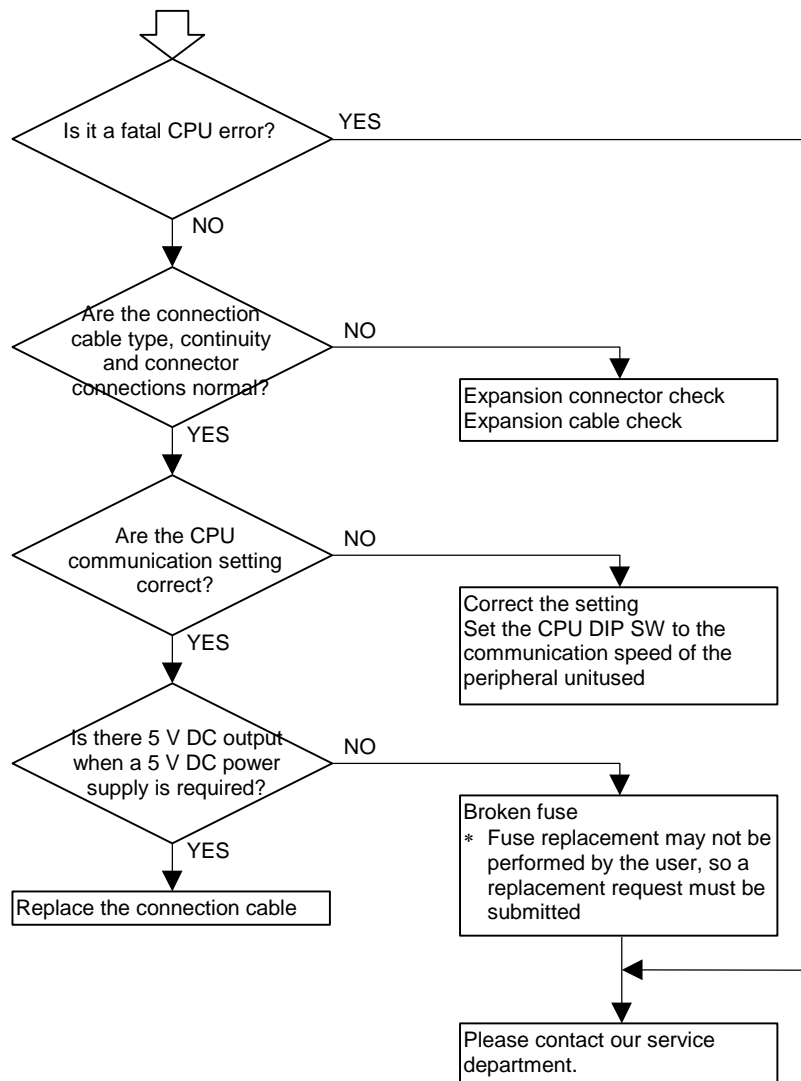 Is it a fatal CPU error?
YES
NO
Are the connection
cable type, continuity
and connector
connections normal?
NO
Expansion connector check
Expansion cable check
YES
Are the CPU
communication setting
correct?
NO
Correct the setting
Set the CPU DIP SW to the
communication speed of the
peripheral unitused
YES
Is there 5 V DC output
when a 5 V DC power
supply is required?
NO
Broken fuse
* Fuse replacement may not be
performed by the user, so a
replacement request must be
submitted
YES
Replace the connection cable
Please contact our service
department.